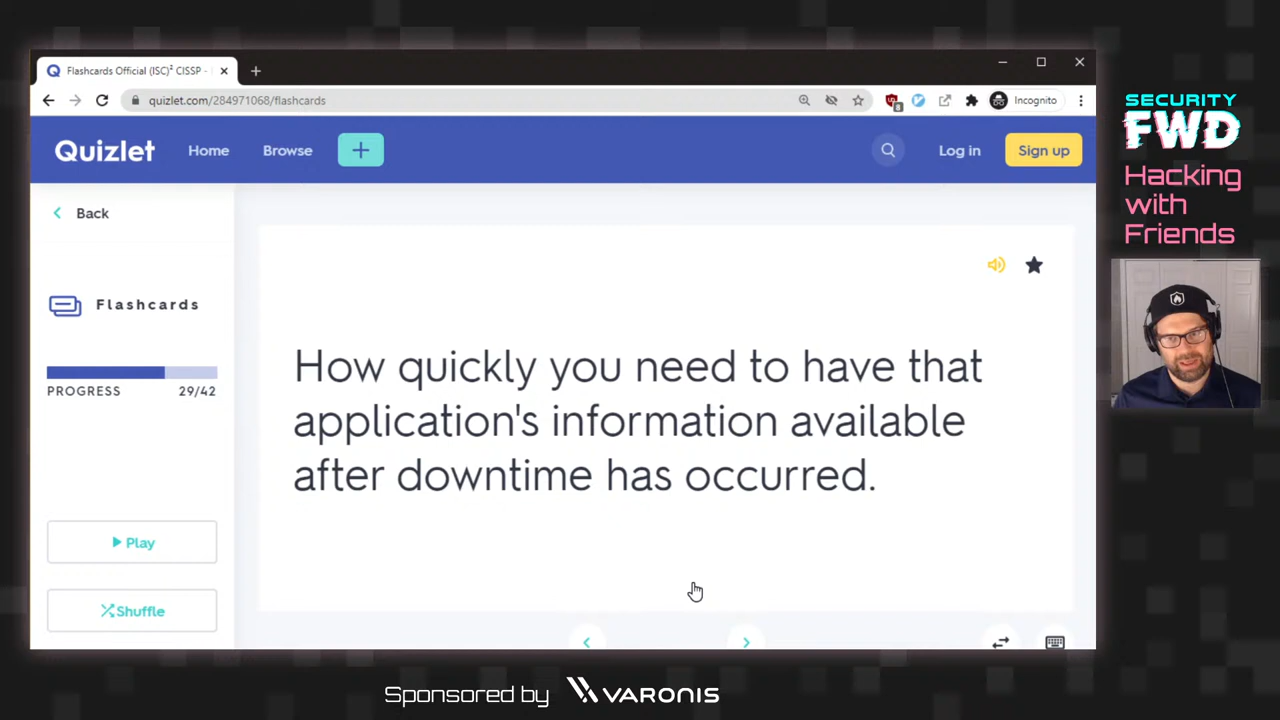 Flashcards Official (ISC)² CISSP -
quizlet.com/284971068/flashcards
8
Incognito
Quizlet
Home
Browse
Log in
Sign up
Back
Flashcards
PROGRESS
29/42
Play
Shuffle
How quickly you need to have that
application's information available
after downtime has occurred.
SECURITY
FWD
Hacking
with
Friends
Sponsored by VARONIS